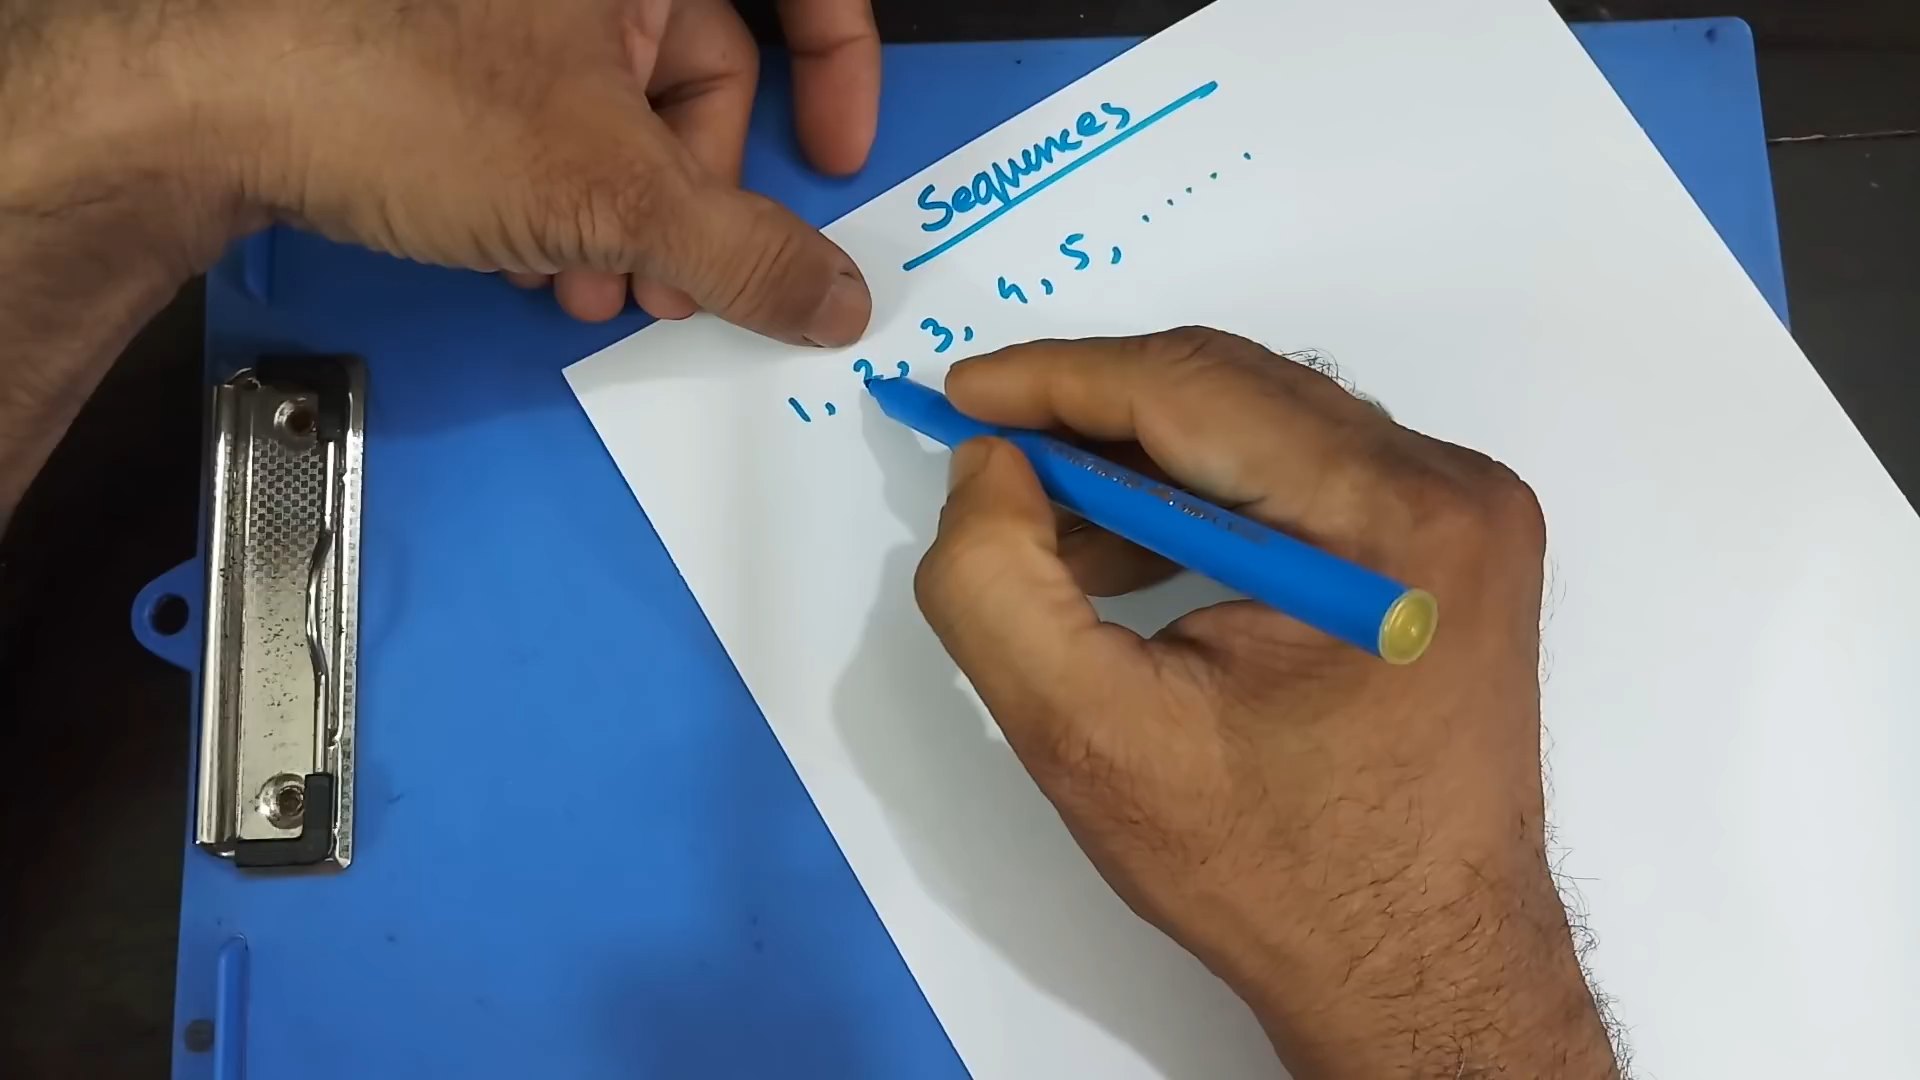 Sequences
1, 2, 3, 4, 5, .....